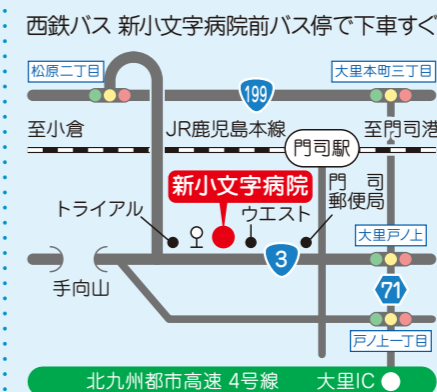 西鉄バス 新小文字病院前バス停で下車すぐ
松原二丁目
大里本町三丁目
199
至小倉
JR鹿児島本線
至門司港
門司駅
新小文字病院
門司
郵便局
トライアル
ウエスト
大里戸ノ上
3
手向山
71
戸ノ上一丁目
北九州都市高速 4号線
大里IC